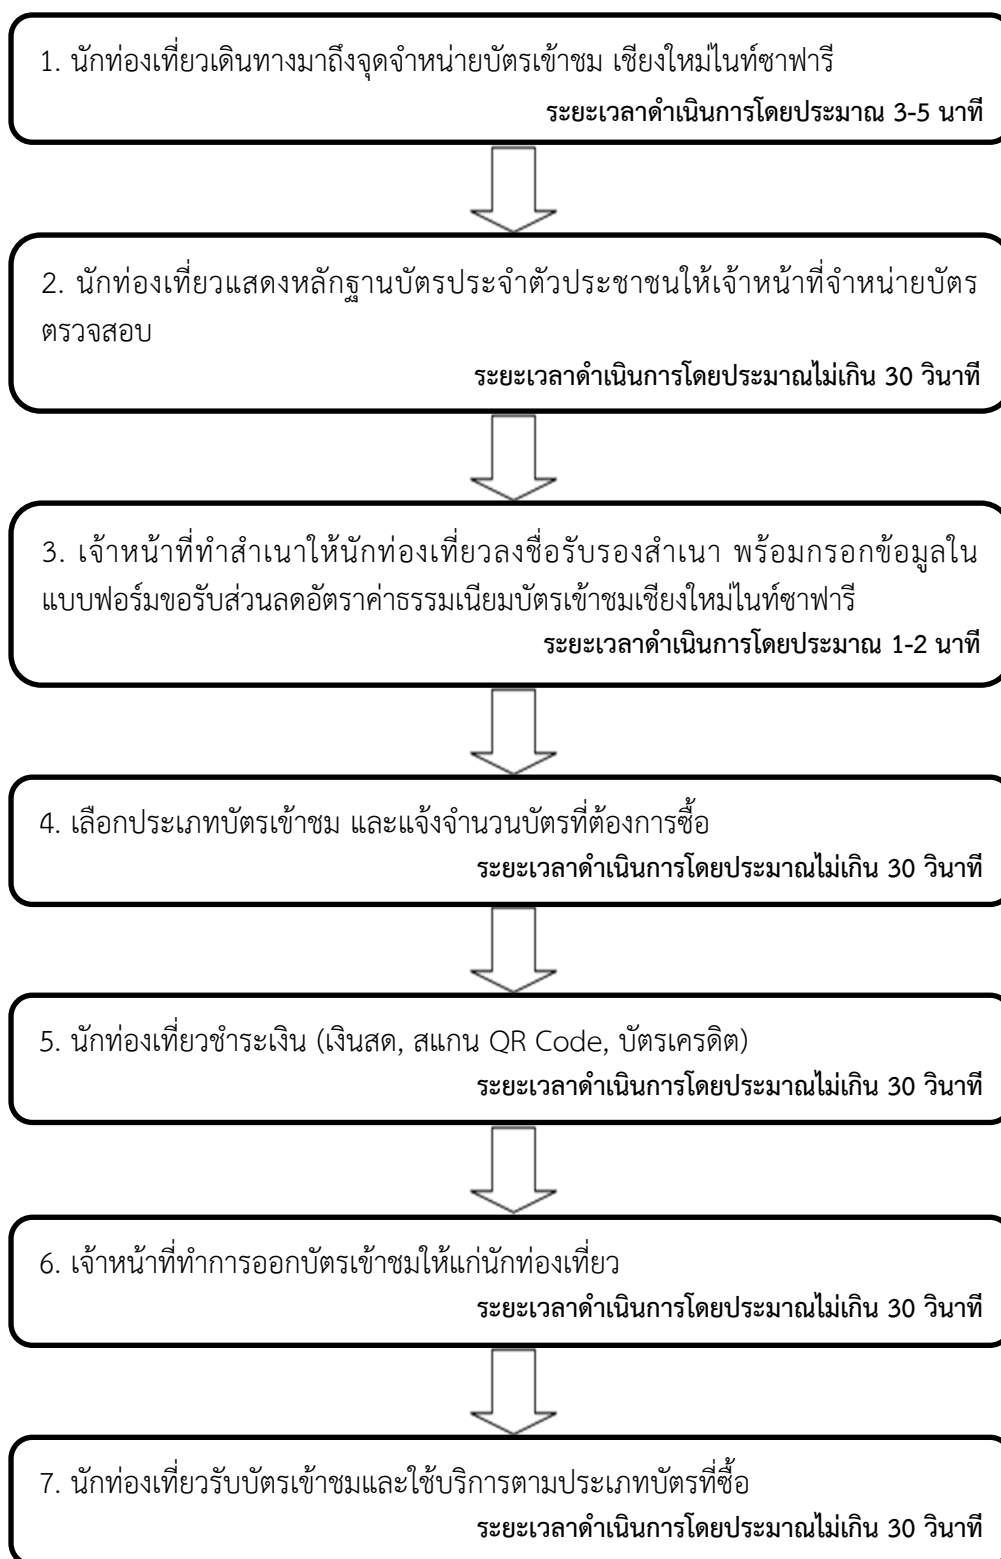 1. นักท่องเที่ยวเดินทางมาถึงจุดจำหน่ายบัตรเข้าชม เชียงใหม่ไนท์ซาฟารี
ระยะเวลาดำเนินการโดยประมาณ 3-5 นาที
2. นักท่องเที่ยวแสดงหลักฐานบัตรประจำตัวประชาชนให้เจ้าหน้าที่จำหน่ายบัตร
ตรวจสอบ
ระยะเวลาดำเนินการโดยประมาณไม่เกิน 30 วินาที
3. เจ้าหน้าที่ทำสำเนาให้นักท่องเที่ยวลงชื่อรับรองสำเนา พร้อมกรอกข้อมูลใน
แบบฟอร์มขอรับส่วนลดอัตราค่าธรรมเนียมบัตรเข้าชมเชียงใหม่ไนท์ซาฟารี
ระยะเวลาดำเนินการโดยประมาณ 1-2 นาที
4. เลือกประเภทบัตรเข้าชม และแจ้งจำนวนบัตรที่ต้องการซื้อ
ระยะเวลาดำเนินการโดยประมาณไม่เกิน 30 วินาที
5. นักท่องเที่ยวชำระเงิน (เงินสด, สแกน QR Code, บัตรเครดิต)
ระยะเวลาดำเนินการโดยประมาณไม่เกิน 30 วินาที
6. เจ้าหน้าที่ทำการออกบัตรเข้าชมให้แก่นักท่องเที่ยว
ระยะเวลาดำเนินการโดยประมาณไม่เกิน 30 วินาที
7. นักท่องเที่ยวรับบัตรเข้าชมและใช้บริการตามประเภทบัตรที่ซื้อ
ระยะเวลาดำเนินการโดยประมาณไม่เกิน 30 วินาที